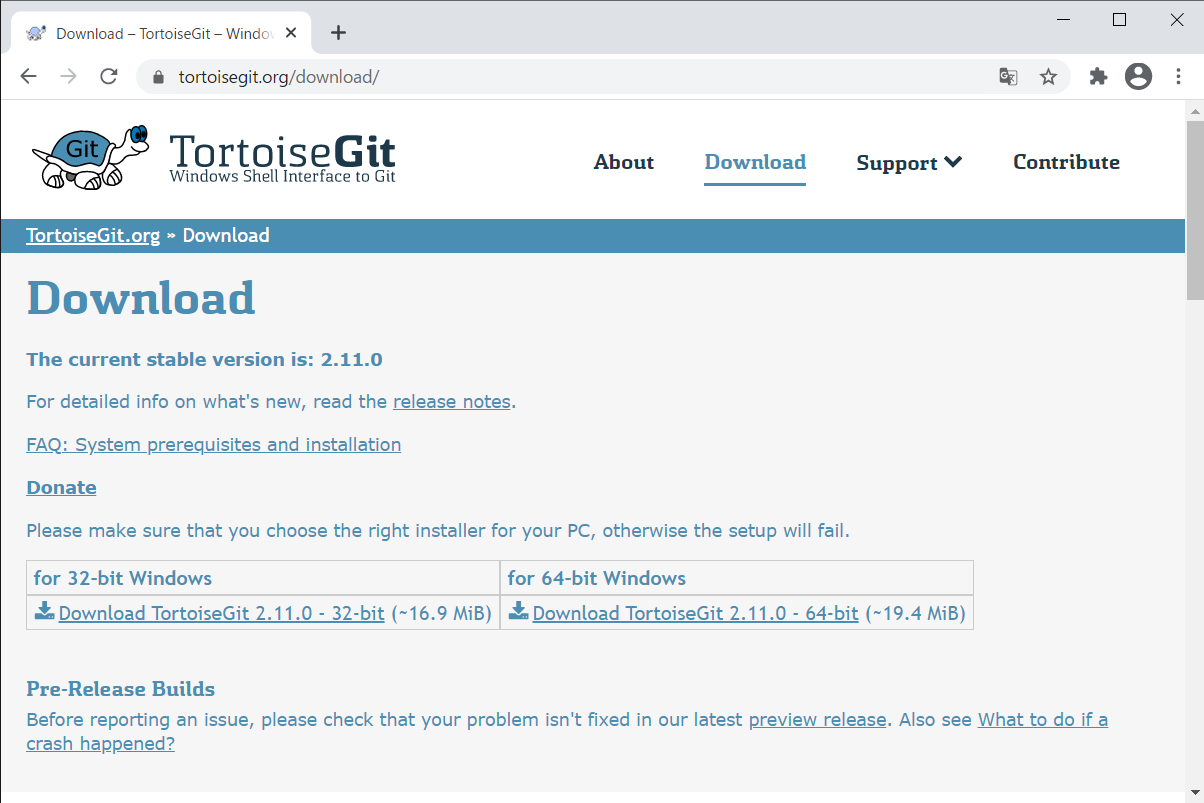 Download – TortoiseGit – Windo
tortoisegit.org/download/
Git
TortoiseGit
Windows Shell Interface to Git
About Download Support Contribute
TortoiseGit.org » Download
Download
The current stable version is: 2.11.0
For detailed info on what's new, read the release notes.
FAQ: System prerequisites and installation
Donate
Please make sure that you choose the right installer for your PC, otherwise the setup will fail.
for 32-bit Windows for 64-bit Windows
Download TortoiseGit 2.11.0 - 32-bit (~16.9 MiB) Download TortoiseGit 2.11.0 - 64-bit (~19.4 MiB)
Pre-Release Builds
Before reporting an issue, please check that your problem isn't fixed in our latest preview release. Also see What to do if a
crash happened?